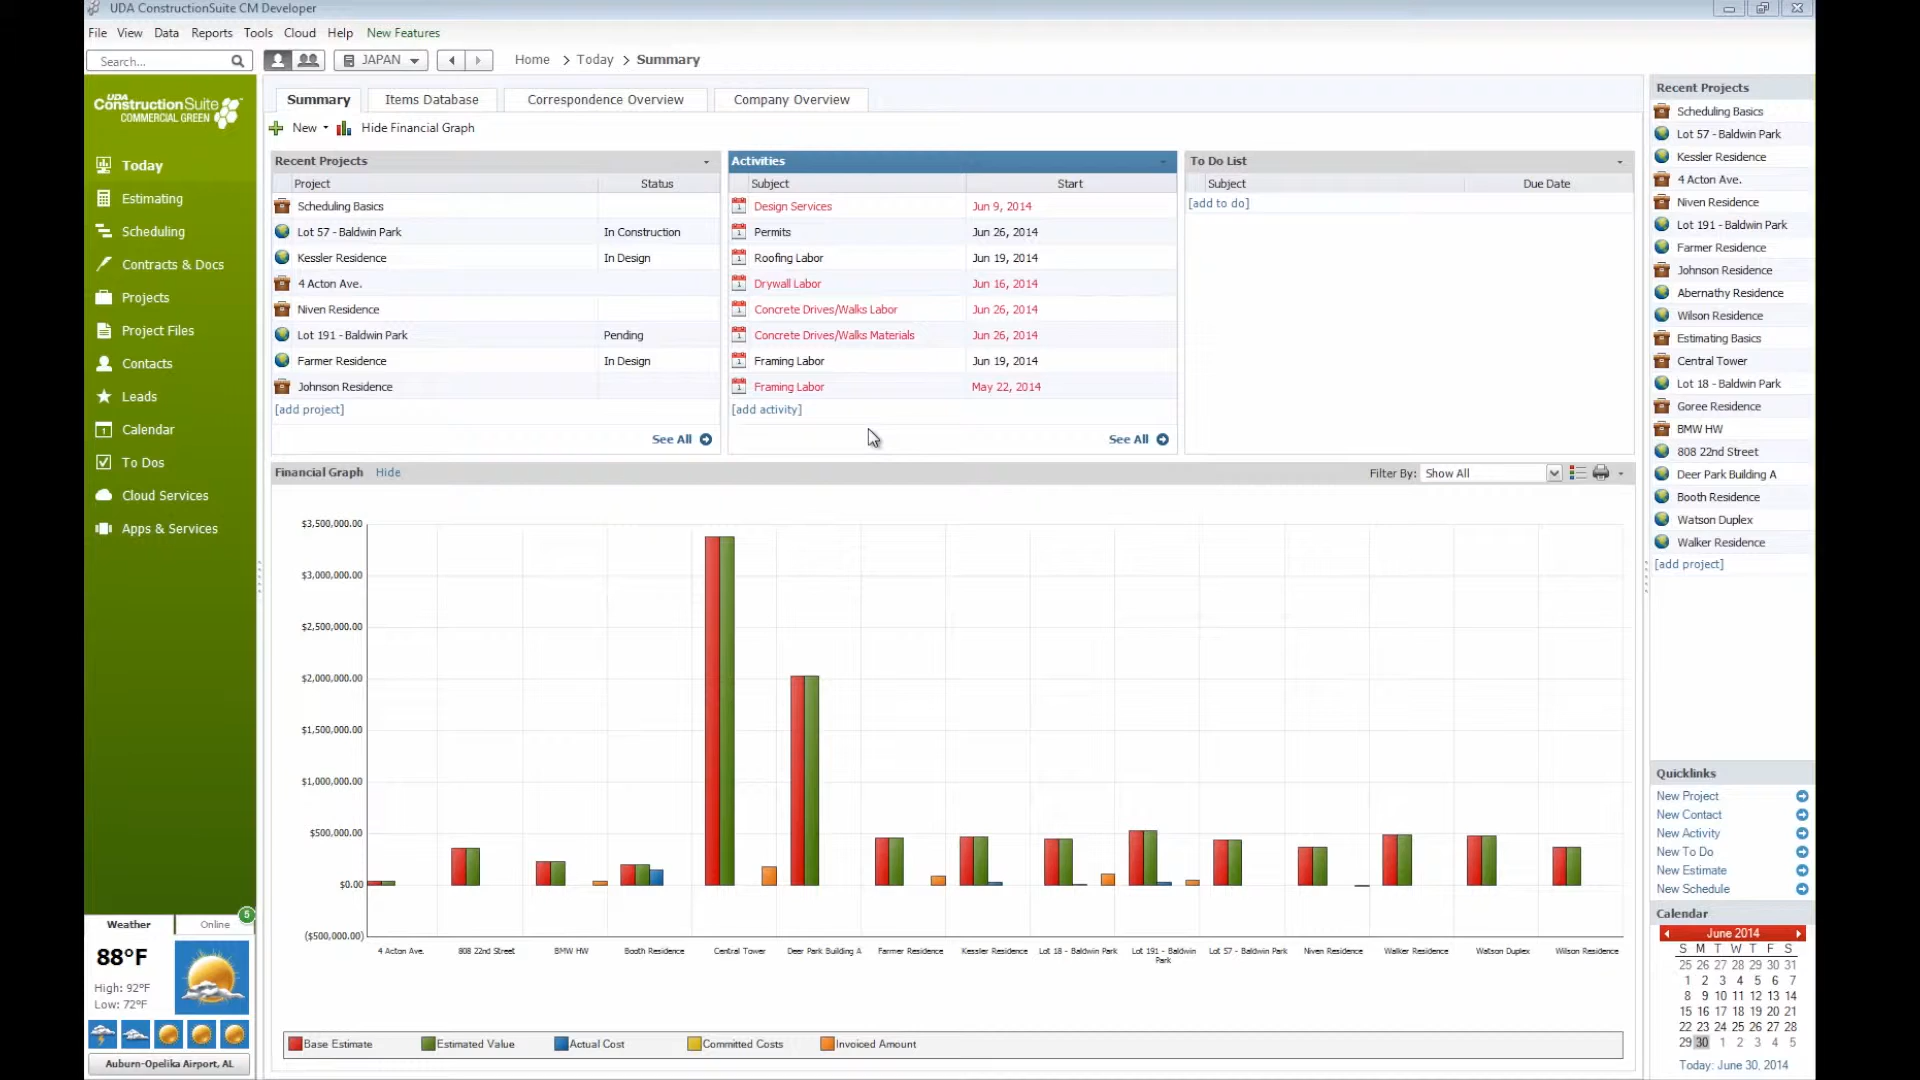 UDA ConstructionSuite CM Developer
File View Data Reports Tools Cloud Help New Features
Search... JAPAN Home > Today > Summary
UDA
ConstructionSuite
COMMERCIAL GREEN
Today
Estimating
Scheduling
Contracts & Docs
Projects
Project Files
Contacts
Leads
Calendar
To Dos
Cloud Services
Apps & Services
Weather Online 5
88°F
High: 92°F
Low: 72°F
Auburn-Opelika Airport, AL
Summary Items Database Correspondence Overview Company Overview
New Hide Financial Graph
Recent Projects
Project Status
Scheduling Basics
Lot 57 - Baldwin Park In Construction
Kessler Residence In Design
4 Acton Ave.
Niven Residence
Lot 191 - Baldwin Park Pending
Farmer Residence In Design
Johnson Residence
[add project]
See All
Activities
Subject Start
Design Services Jun 9, 2014
Permits Jun 26, 2014
Roofing Labor Jun 19, 2014
Drywall Labor Jun 16, 2014
Concrete Drives/Walks Labor Jun 26, 2014
Concrete Drives/Walks Materials Jun 26, 2014
Framing Labor Jun 19, 2014
Framing Labor May 22, 2014
[add activity]
See All
To Do List
Subject Due Date
[add to do]
Financial Graph Hide Filter By: Show All
$3,500,000.00
$3,000,000.00
$2,500,000.00
$2,000,000.00
$1,500,000.00
$1,000,000.00
$500,000.00
$0.00
($500,000.00)
4 Acton Ave. 808 22nd Street BMW HW Booth Residence Central Tower Deer Park Building A Farmer Residence Kessler Residence Lot 18 - Baldwin Park Lot 191 - Baldwin Lot 57 - Baldwin Park Niven Residence Walker Residence Watson Duplex Wilson Residence
Park
Base Estimate Estimated Value Actual Cost Committed Costs Invoiced Amount
Recent Projects
Scheduling Basics
Lot 57 - Baldwin Park
Kessler Residence
4 Acton Ave.
Niven Residence
Lot 191 - Baldwin Park
Farmer Residence
Johnson Residence
Abernathy Residence
Wilson Residence
Estimating Basics
Central Tower
Lot 18 - Baldwin Park
Goree Residence
BMW HW
808 22nd Street
Deer Park Building A
Booth Residence
Watson Duplex
Walker Residence
[add project]
Quicklinks
New Project
New Contact
New Activity
New To Do
New Estimate
New Schedule
Calendar
June 2014
S M T W T F S
25 26 27 28 29 30 31
1 2 3 4 5 6 7
8 9 10 11 12 13 14
15 16 17 18 19 20 21
22 23 24 25 26 27 28
29 30 1 2 3 4 5
Today: June 30, 2014